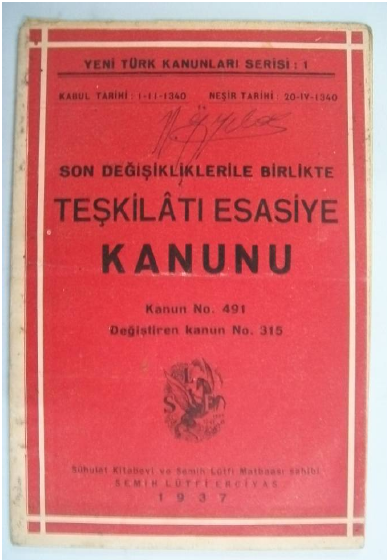 YENİ TÜRK KANUNLARI SERİSİ : 1
KABUL TARİHİ : 1-11-1340 NEŞİR TARİHİ : 20-IV-1340
SON DEĞİŞİKLİKLERİLE BİRLİKTE
TEŞKİLÂTI ESASİYE
KANUNU
Kanun No. 491
Değiştiren kanun No. 315
Sühulet Kitabevi ve Semih Lûtfi Matbaası sahibi
SEMİH LÛTFİ ERCİYAS
1937